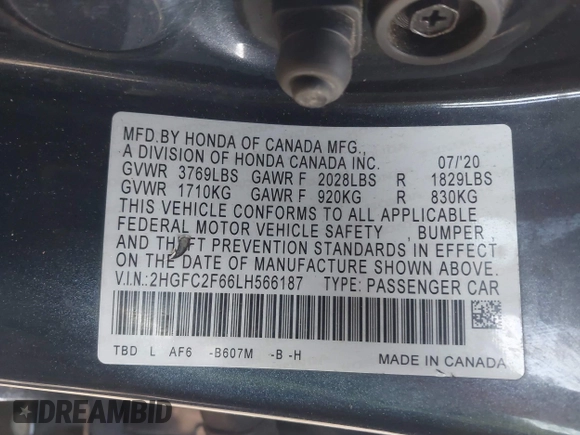 MFD.BY HONDA OF CANADA MFG.,
A DIVISION OF HONDA CANADA INC. 07/'20
GVWR 3769LBS GAWR F 2028LBS R 1829LBS
GVWR 1710KG GAWR F 920KG R 830KG
THIS VEHICLE CONFORMS TO ALL APPLICABLE
FEDERAL MOTOR VEHICLE SAFETY , BUMPER ,
AND THEFT PREVENTION STANDARDS IN EFFECT
ON THE DATE OF MANUFACTURE SHOWN ABOVE.
V.I.N.:2HGFC2F66LH566187 TYPE: PASSENGER CAR
TBD L AF6 -B607M -B -H MADE IN CANADA
DREAMBID